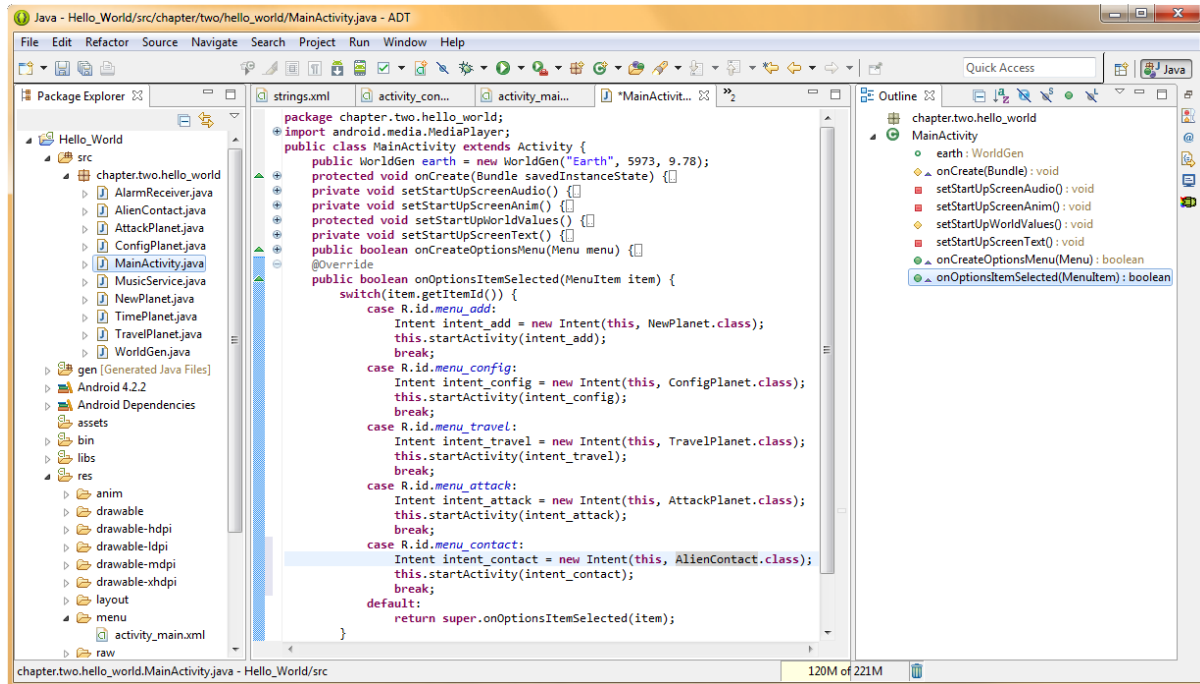 Java - Hello_World/src/chapter/two/hello_world/MainActivity.java - ADT
File Edit Refactor Source Navigate Search Project Run Window Help
Quick Access
Java
Package Explorer
Hello_World
src
chapter.two.hello_world
AlarmReceiver.java
AlienContact.java
AttackPlanet.java
ConfigPlanet.java
MainActivity.java
MusicService.java
NewPlanet.java
TimePlanet.java
TravelPlanet.java
WorldGen.java
gen [Generated Java Files]
Android 4.2.2
Android Dependencies
assets
bin
libs
res
anim
drawable
drawable-hdpi
drawable-ldpi
drawable-mdpi
drawable-xhdpi
layout
menu
activity_main.xml
raw
strings.xml activity_con... activity_mai... *MainActivit... »2
package chapter.two.hello_world;
import android.media.MediaPlayer;
public class MainActivity extends Activity {
public WorldGen earth = new WorldGen("Earth", 5973, 9.78);
protected void onCreate(Bundle savedInstanceState) {
private void setStartUpScreenAudio() {
private void setStartUpScreenAnim() {
protected void setStartUpWorldValues() {
private void setStartUpScreenText() {
public boolean onCreateOptionsMenu(Menu menu) {
@Override
public boolean onOptionsItemSelected(MenuItem item) {
switch(item.getItemId()) {
case R.id.menu_add:
Intent intent_add = new Intent(this, NewPlanet.class);
this.startActivity(intent_add);
break;
case R.id.menu_config:
Intent intent_config = new Intent(this, ConfigPlanet.class);
this.startActivity(intent_config);
break;
case R.id.menu_travel:
Intent intent_travel = new Intent(this, TravelPlanet.class);
this.startActivity(intent_travel);
break;
case R.id.menu_attack:
Intent intent_attack = new Intent(this, AttackPlanet.class);
this.startActivity(intent_attack);
break;
case R.id.menu_contact:
Intent intent_contact = new Intent(this, AlienContact.class);
this.startActivity(intent_contact);
break;
default:
return super.onOptionsItemSelected(item);
}
Outline
chapter.two.hello_world
MainActivity
earth : WorldGen
onCreate(Bundle) : void
setStartUpScreenAudio() : void
setStartUpScreenAnim() : void
setStartUpWorldValues() : void
setStartUpScreenText() : void
onCreateOptionsMenu(Menu) : boolean
onOptionsItemSelected(MenuItem) : boolean
chapter.two.hello_world.MainActivity.java - Hello_World/src
120M of 221M